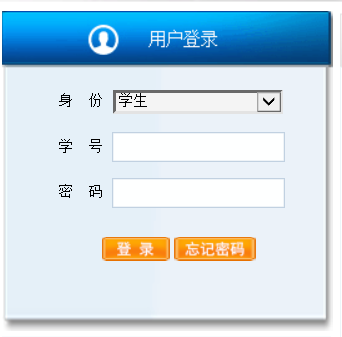 用户登录
身 份 学生
学 号
密 码
登 录 忘记密码